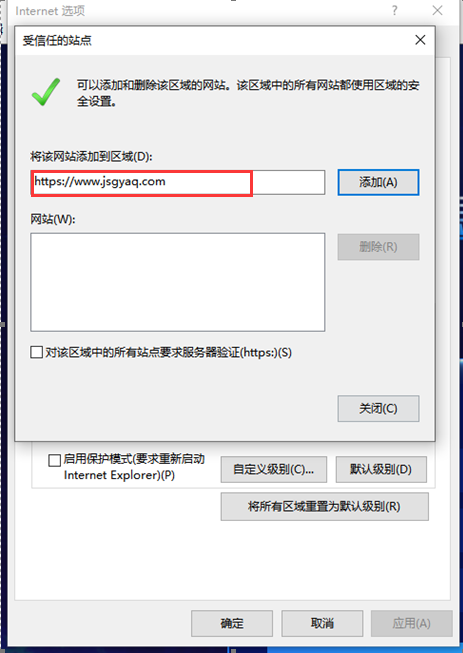 Internet 选项
受信任的站点
可以添加和删除该区域的网站。该区域中的所有网站都使用区域的安
全设置。
将该网站添加到区域(D):
https://www.jsgyaq.com
添加(A)
网站(W):
删除(R)
对该区域中的所有站点要求服务器验证(https:)(S)
关闭(C)
启用保护模式(要求重新启动
Internet Explorer)(P)
自定义级别(C)...
默认级别(D)
将所有区域重置为默认级别(R)
确定
取消
应用(A)